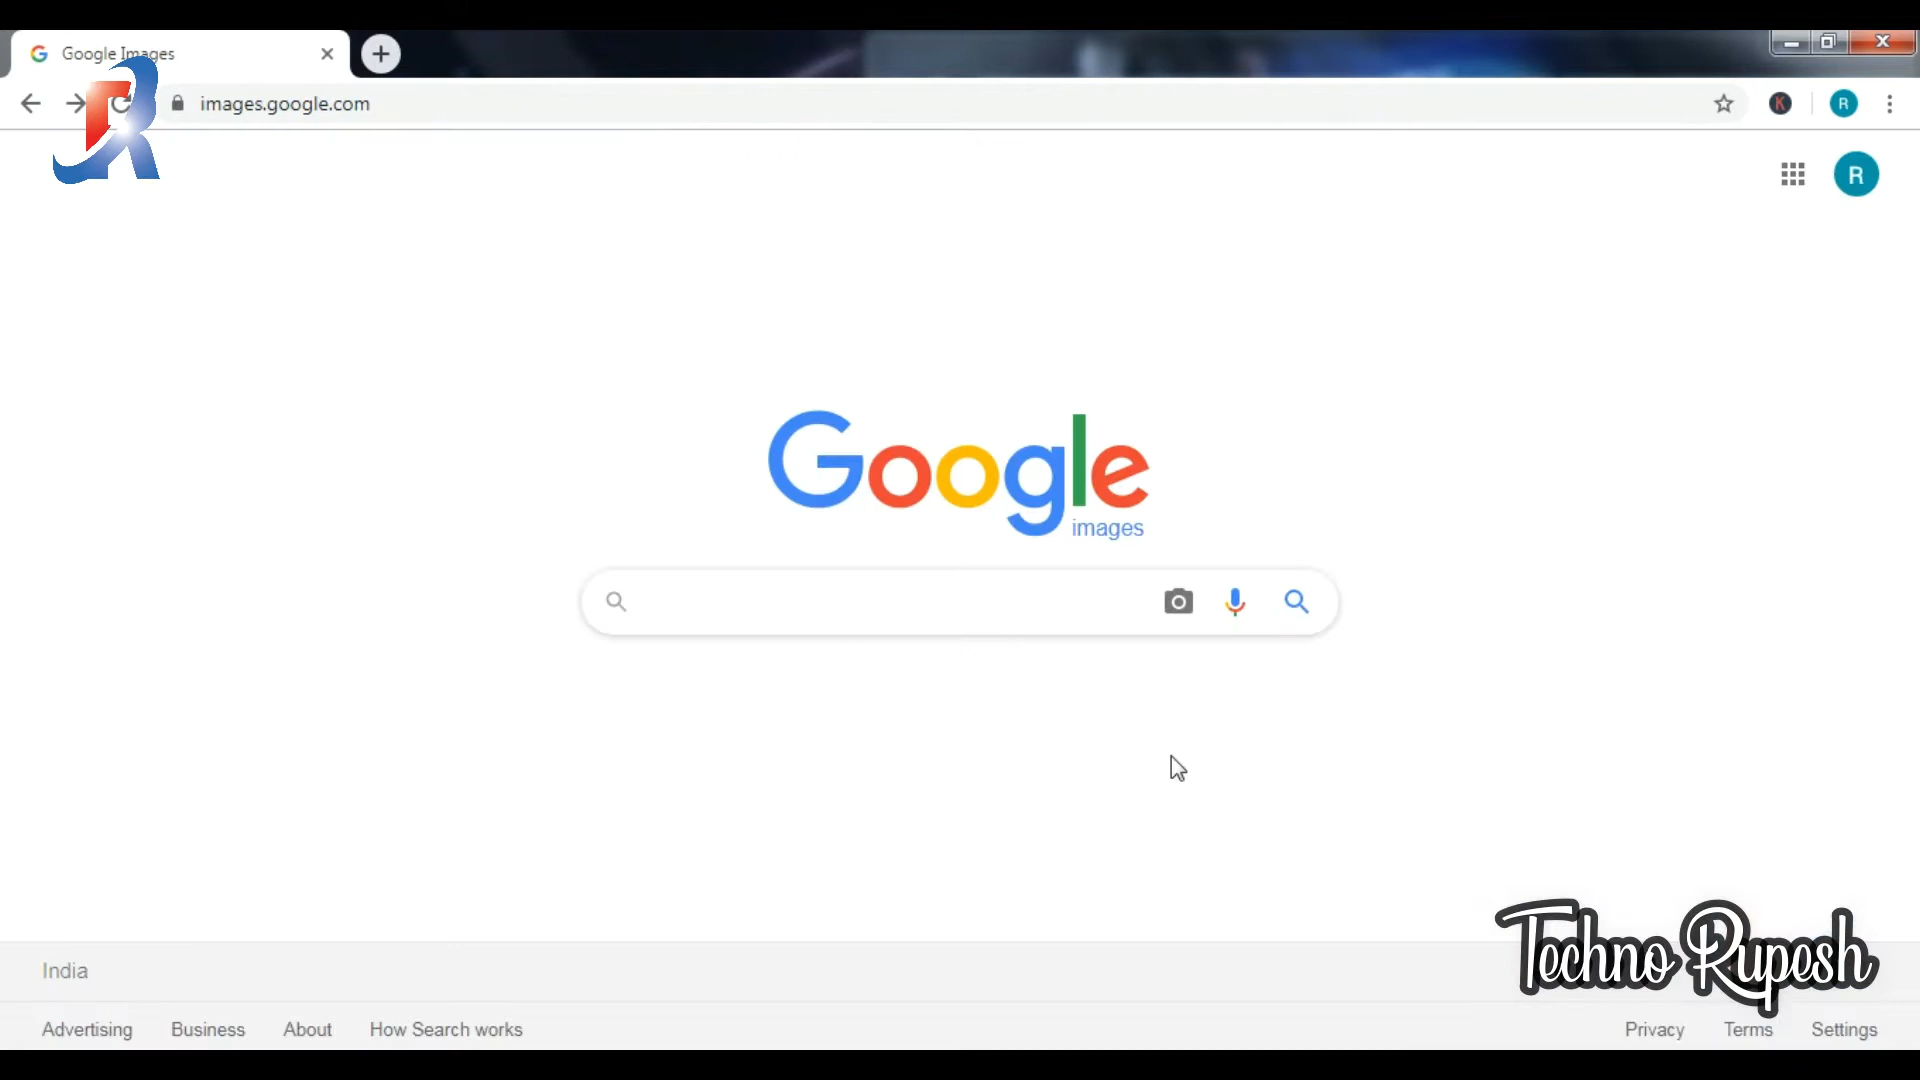 Google Images
images.google.com
K
R
R
Google
images
India
Techno Rupesh
Advertising Business About How Search works
Privacy Terms Settings